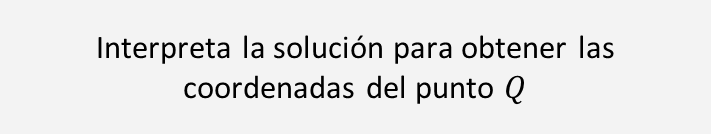 Interpreta la solución para obtener las
coordenadas del punto Q